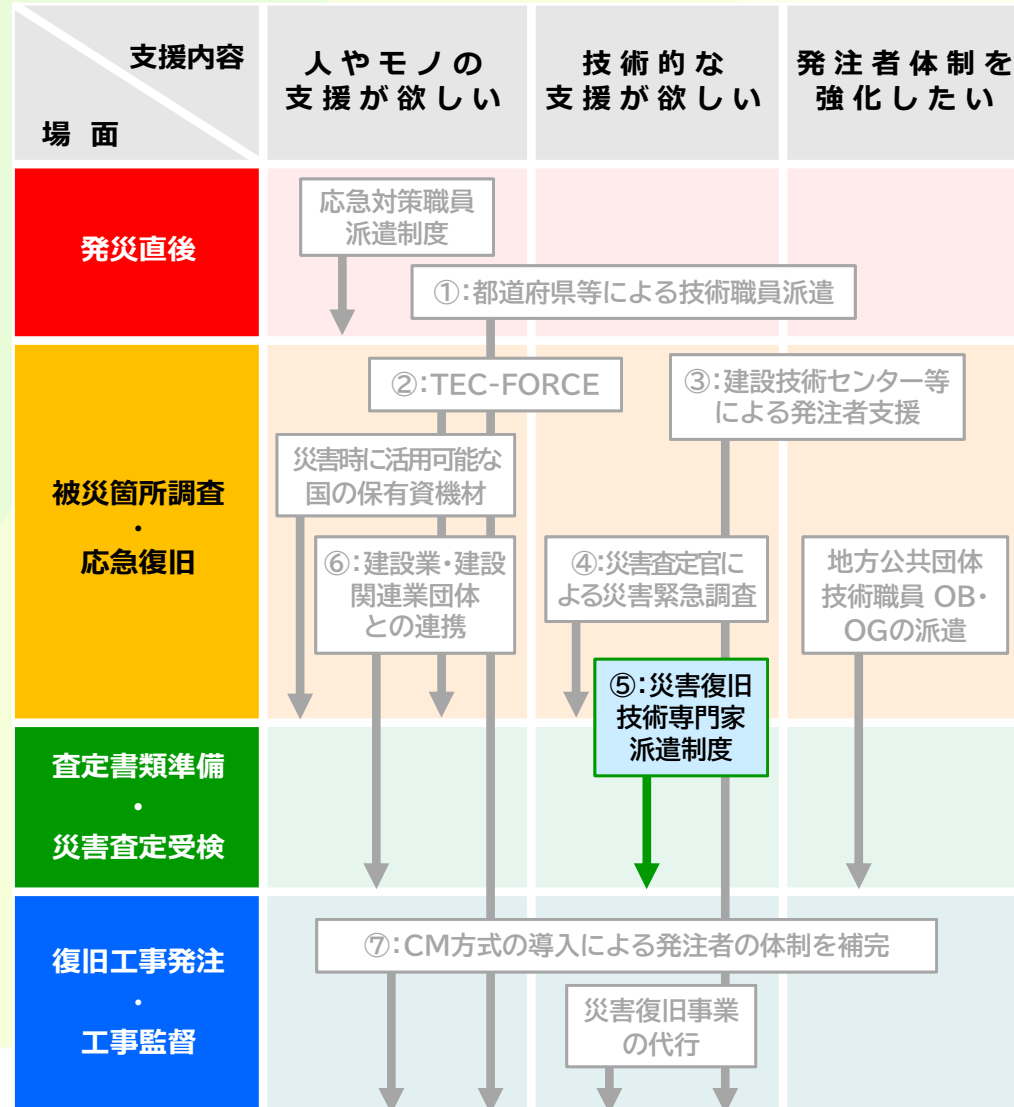 支援内容
場 面
人やモノの
支援が欲しい
技術的な
支援が欲しい
発注者体制を
強化したい
発災直後
応急対策職員
派遣制度
①:都道府県等による技術職員派遣
被災箇所調査
・
応急復旧
②:TEC-FORCE
③:建設技術センター等
による発注者支援
災害時に活用可能な
国の保有資機材
⑥:建設業・建設
関連業団体
との連携
④:災害査定官に
よる災害緊急調査
地方公共団体
技術職員 OB・
OGの派遣
⑤:災害復旧
技術専門家
派遣制度
査定書類準備
・
災害査定受検
復旧工事発注
・
工事監督
⑦:CM方式の導入による発注者の体制を補完
災害復旧事業
の代行